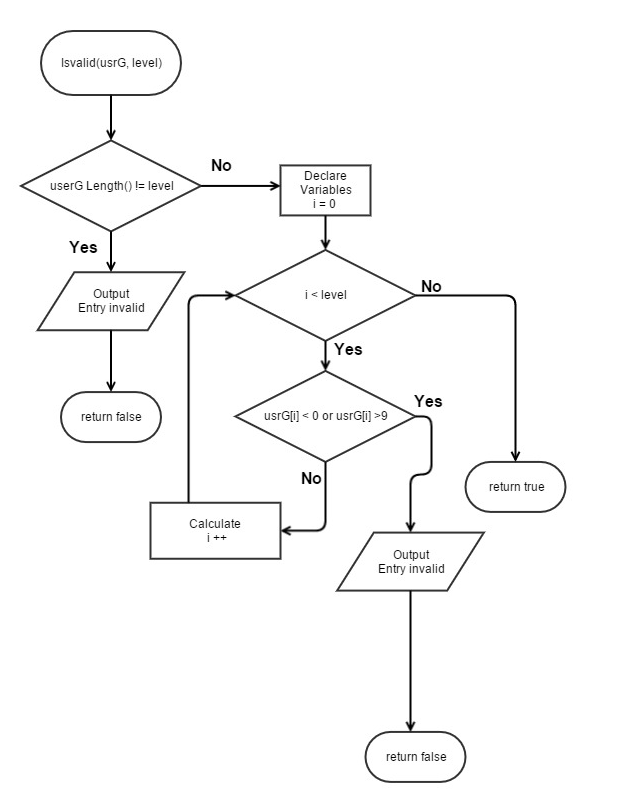 Isvalid(usrG, level)
userG Length() != level
No
Declare
Variables
i = 0
Yes
Output
Entry invalid
return false
i < level
No
Yes
usrG[i] < 0 or usrG[i] >9
Yes
No
Calculate
i ++
return true
Output
Entry invalid
return false